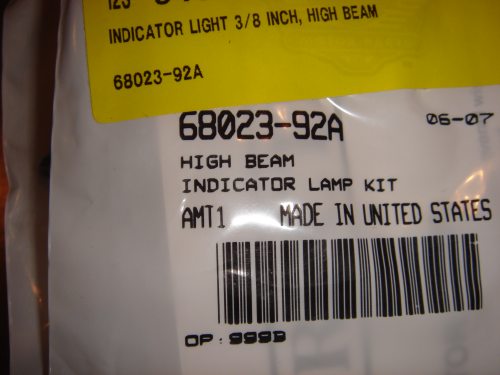 INDICATOR LIGHT 3/8 INCH, HIGH BEAM
68023-92A
68023-92A 06-07
HIGH BEAM
INDICATOR LAMP KIT
AMT1 MADE IN UNITED STATES
OP: